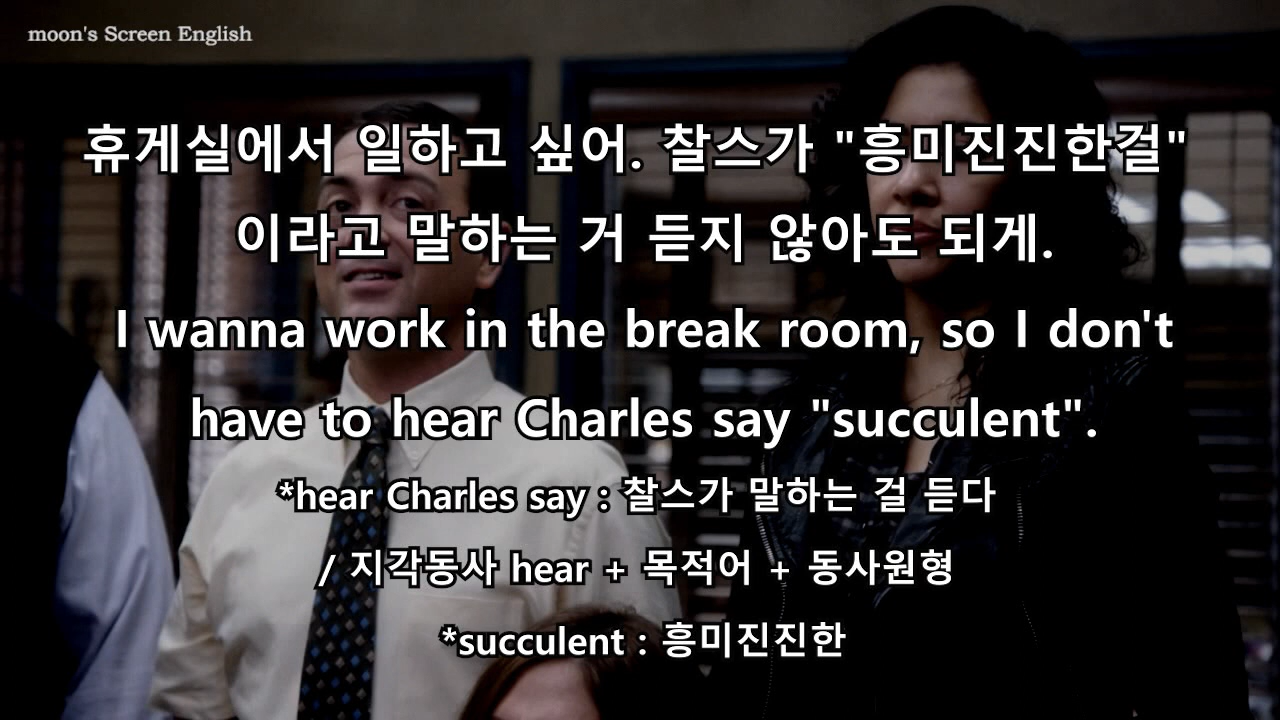 moon's Screen English
휴게실에서 일하고 싶어. 찰스가 "흥미진진한걸"
이라고 말하는 거 듣지 않아도 되게.
I wanna work in the break room, so I don't
have to hear Charles say "succulent".
*hear Charles say : 찰스가 말하는 걸 듣다
/ 지각동사 hear + 목적어 + 동사원형
*succulent : 흥미진진한